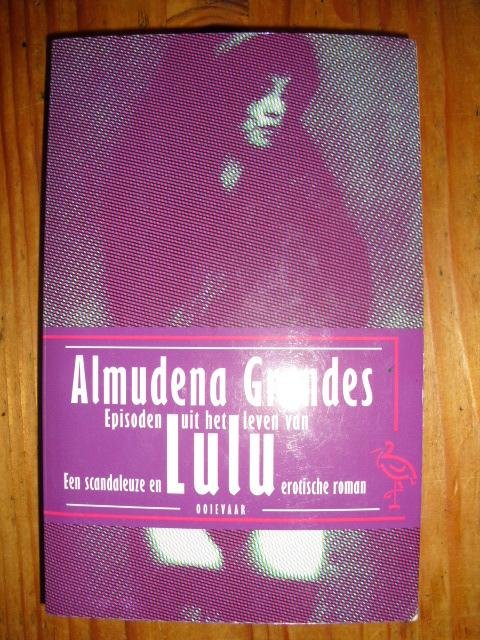 Almudena Grandes
Episoden uit het leven van
Lulu
Een scandaleuze en erotische roman
OOIEVAAR